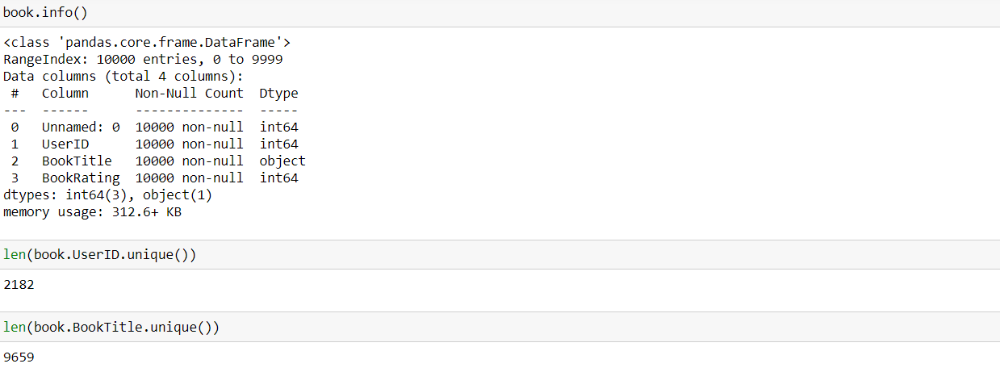 book.info()
<class 'pandas.core.frame.DataFrame'>
RangeIndex: 10000 entries, 0 to 9999
Data columns (total 4 columns):
 #   Column      Non-Null Count  Dtype
---  ------      --------------  -----
 0   Unnamed: 0  10000 non-null  int64
 1   UserID      10000 non-null  int64
 2   BookTitle   10000 non-null  object
 3   BookRating  10000 non-null  int64
dtypes: int64(3), object(1)
memory usage: 312.6+ KB
len(book.UserID.unique())
2182
len(book.BookTitle.unique())
9659